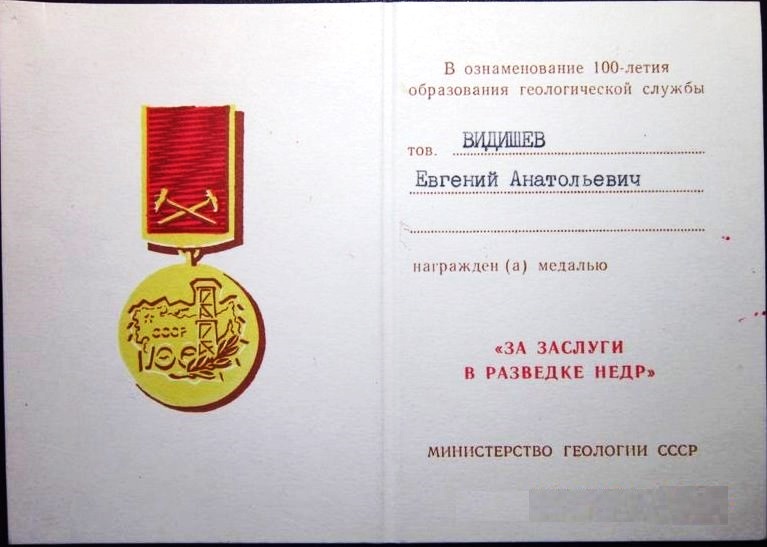 СССР
100
В ознаменование 100-летия
образования геологической службы
тов. ВИДИШЕВ
Евгений Анатольевич
награжден (а) медалью
«ЗА ЗАСЛУГИ
В РАЗВЕДКЕ НЕДР»
МИНИСТЕРСТВО ГЕОЛОГИИ СССР